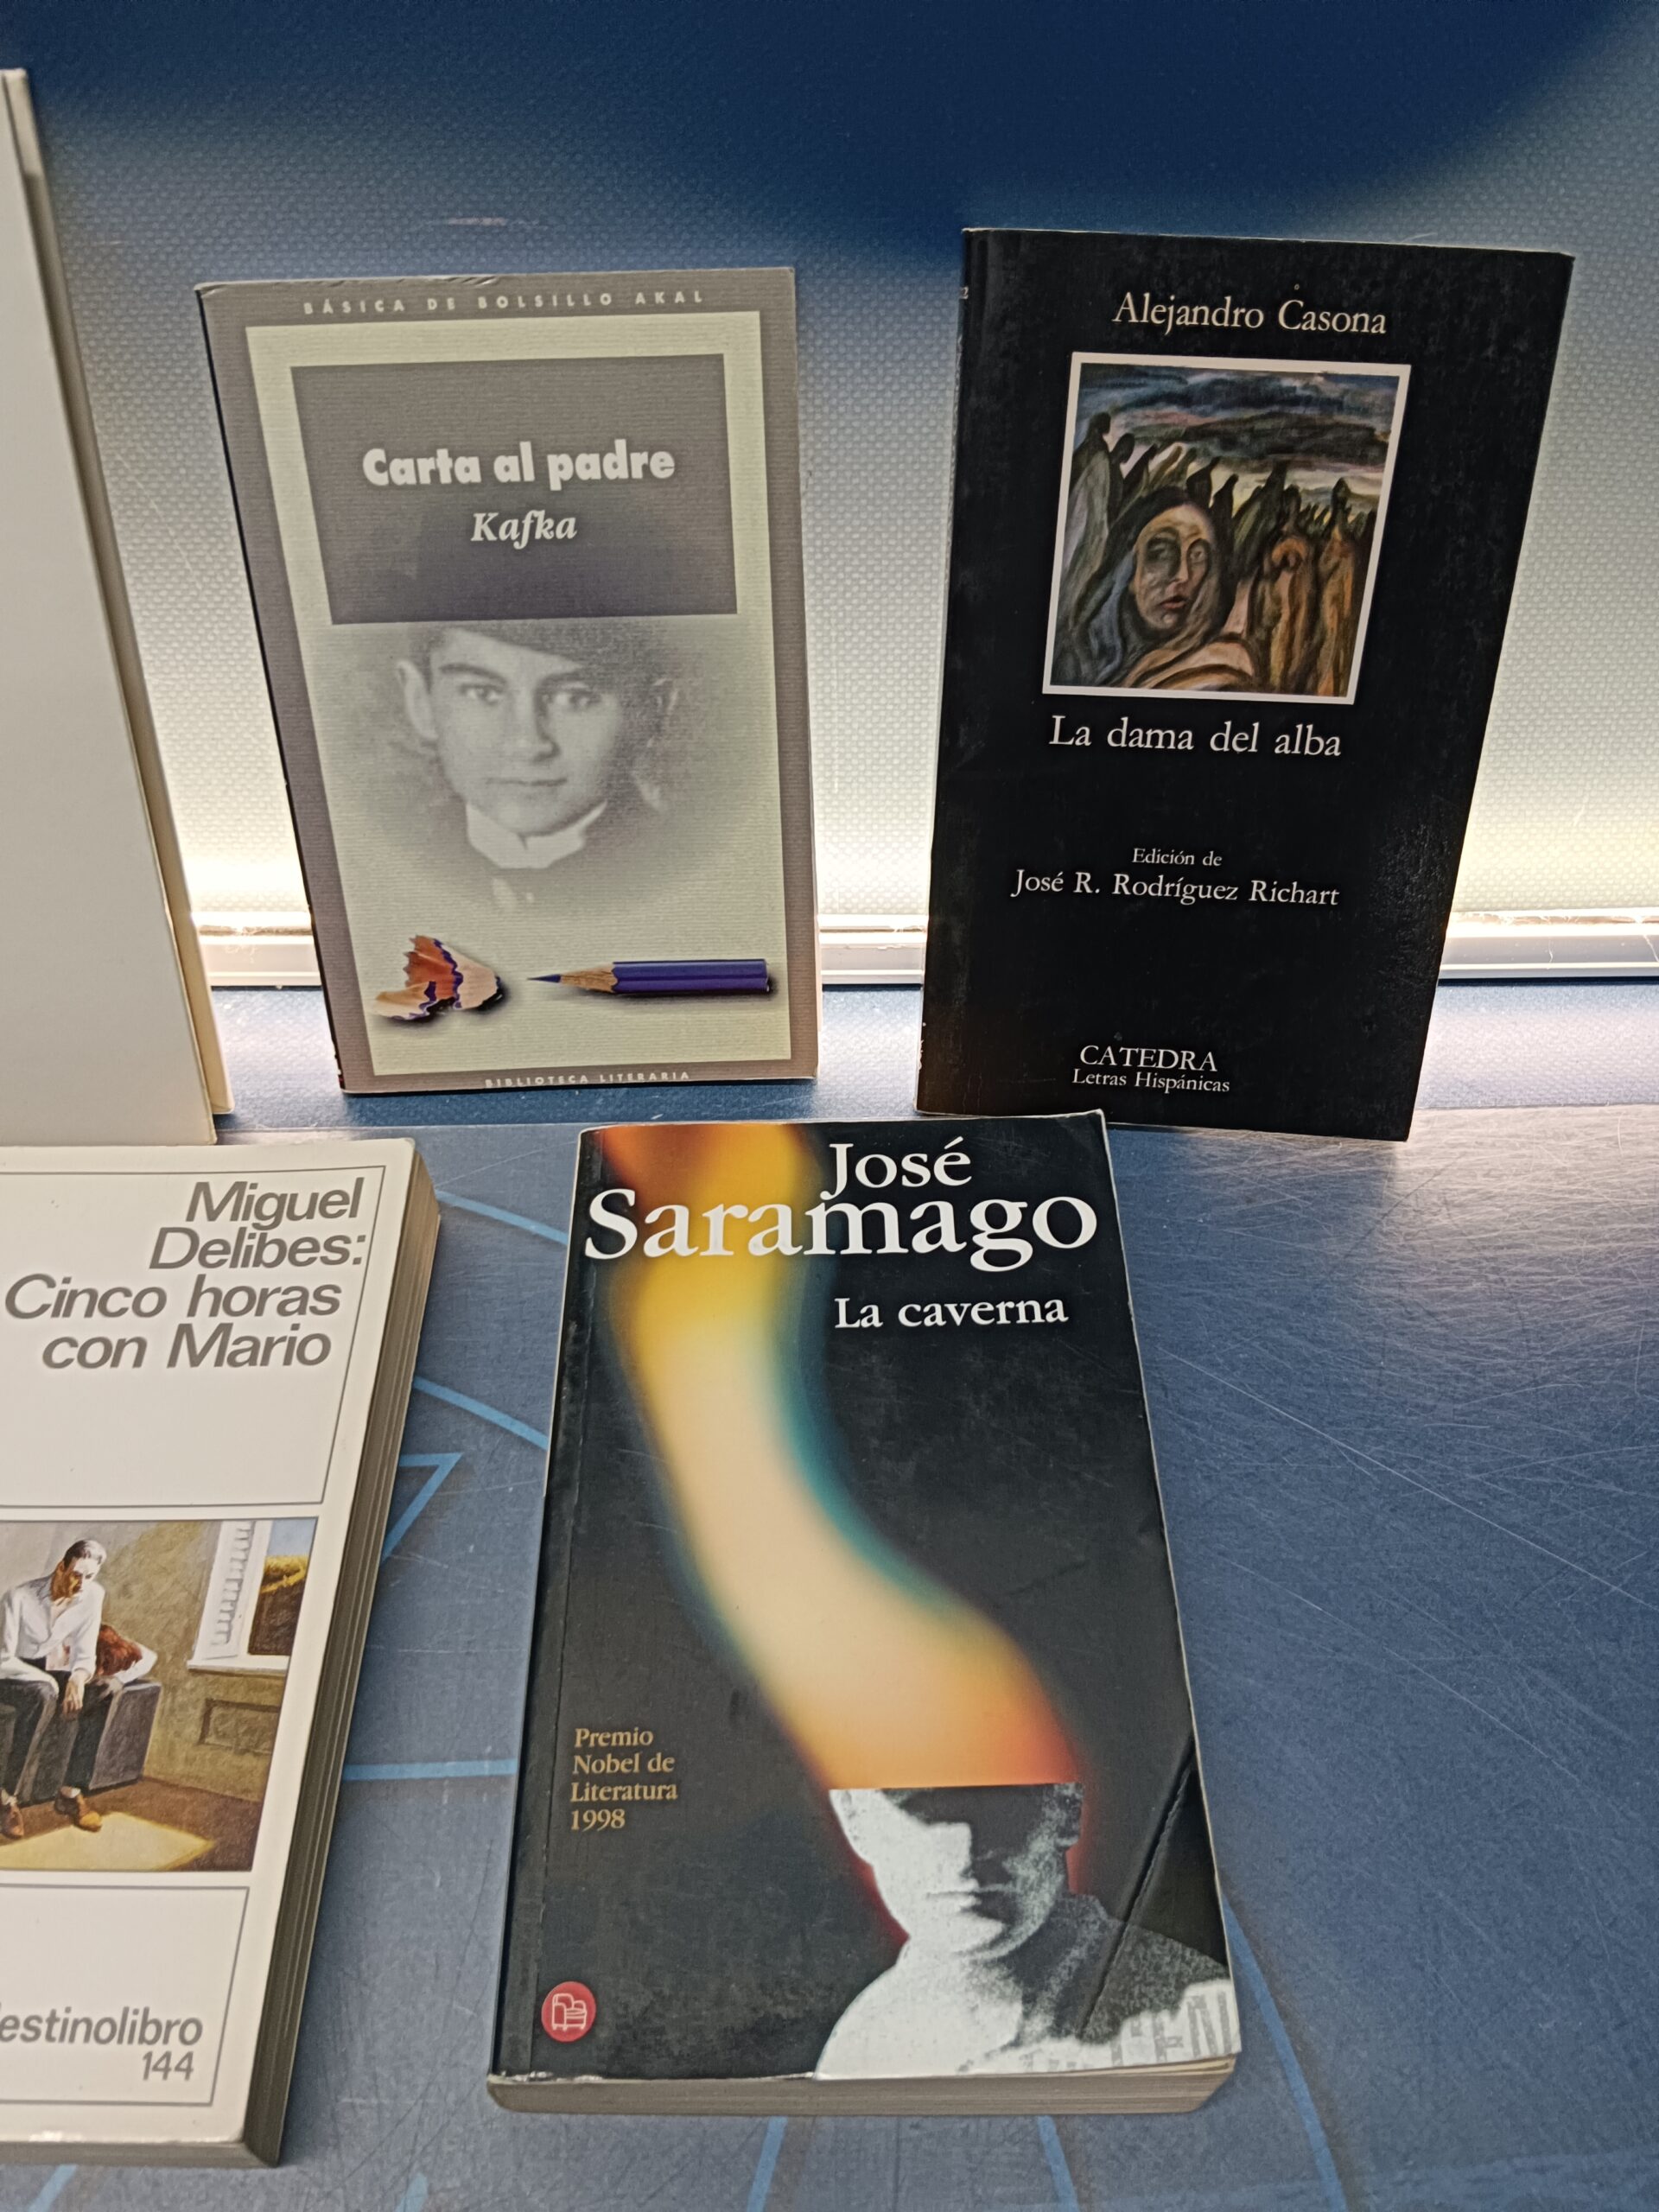 BÁSICA DE BOLSILLO AKAL
Carta al padre
Kafka
BIBLIOTECA LITERARIA
Alejandro Casona
La dama del alba
Edición de
José R. Rodríguez Richart
CATEDRA
Letras Hispánicas
Miguel
Delibes:
Cinco horas
con Mario
estinolibro
144
José
Saramago
La caverna
Premio
Nobel de
Literatura
1998